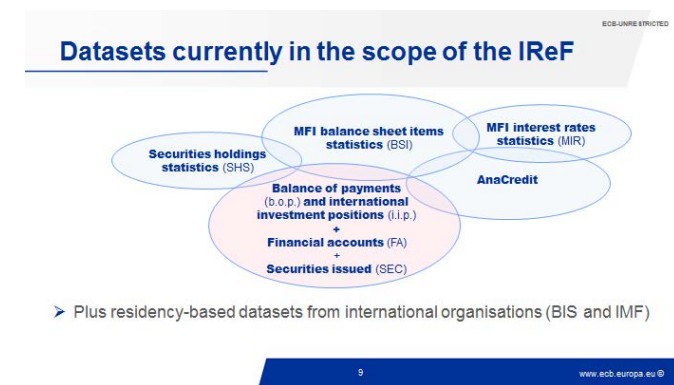 ECB-UNRESTRICTED
Datasets currently in the scope of the IReF
MFI balance sheet items
statistics (BSI)
MFI interest rates
statistics (MIR)
Securities holdings
statistics (SHS)
AnaCredit
Balance of payments
(b.o.p.) and international
investment positions (i.i.p.)
+
Financial accounts (FA)
+
Securities issued (SEC)
➤ Plus residency-based datasets from international organisations (BIS and IMF)
9
www.ecb.europa.eu ©